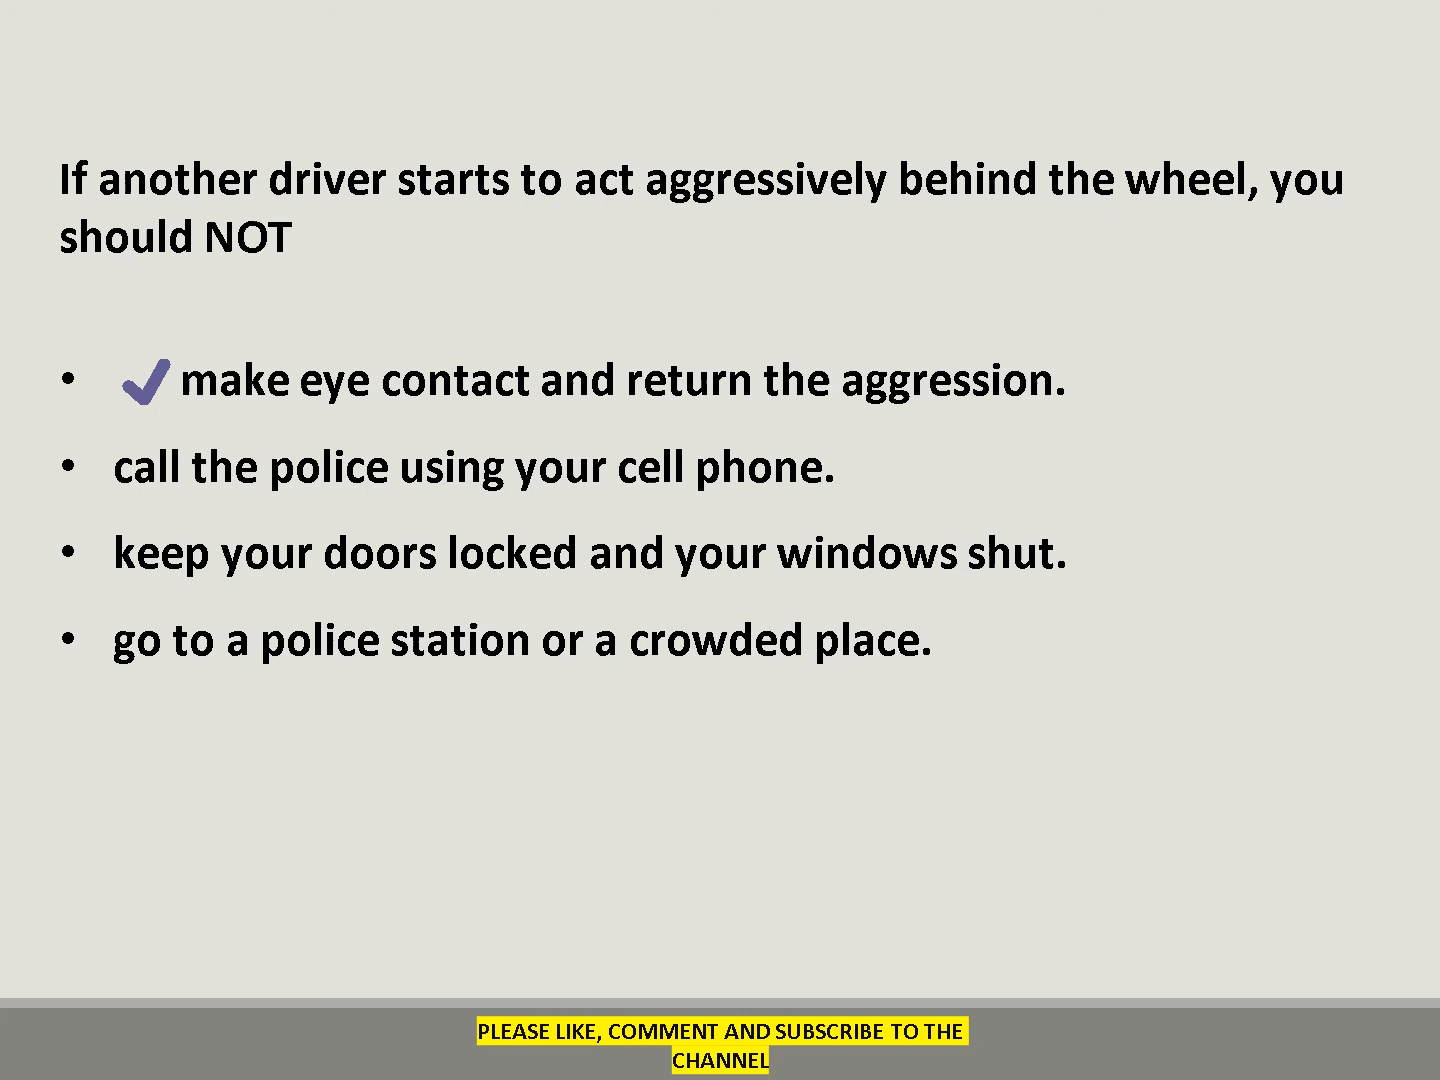 If another driver starts to act aggressively behind the wheel, you
should NOT
• make eye contact and return the aggression.
• call the police using your cell phone.
• keep your doors locked and your windows shut.
• go to a police station or a crowded place.
PLEASE LIKE, COMMENT AND SUBSCRIBE TO THE
CHANNEL